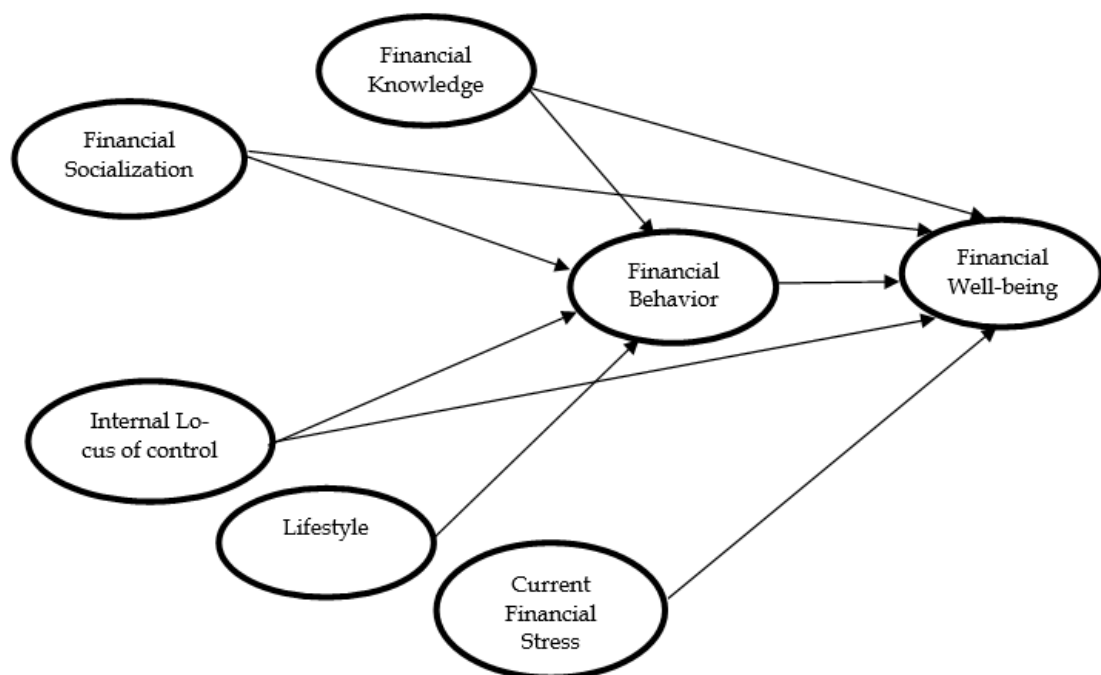 Financial
Knowledge
Financial
Socialization
Financial
Behavior
Financial
Well-being
Internal Lo-
cus of control
Lifestyle
Current
Financial
Stress